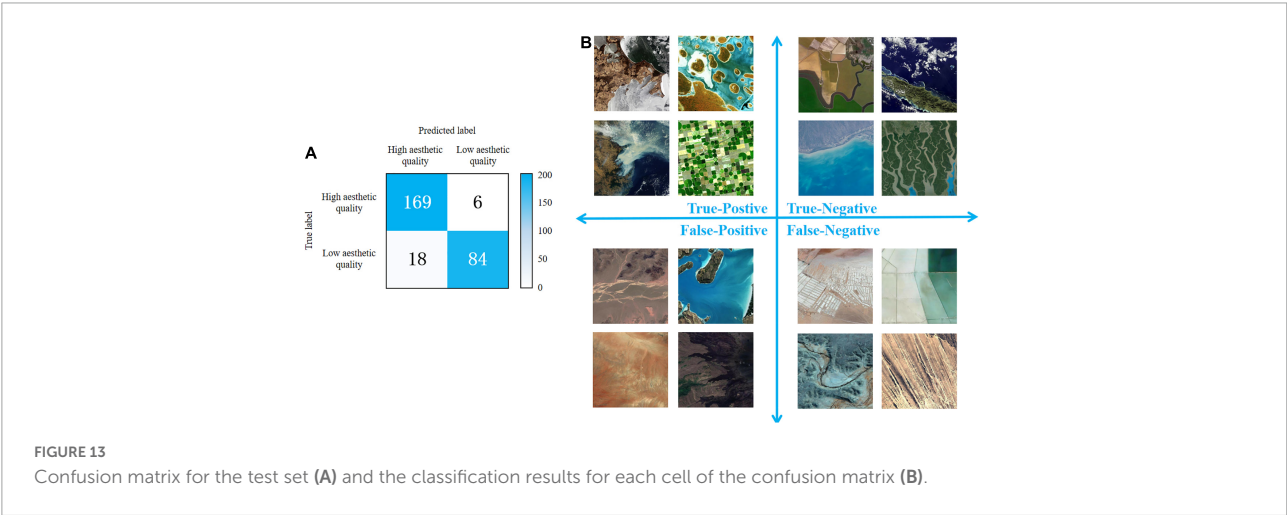 B
A
Predicted label
High aesthetic quality
Low aesthetic quality
True label
High aesthetic quality
169
6
Low aesthetic quality
18
84
200
150
100
50
0
True-Postive
True-Negative
False-Positive
False-Negative
FIGURE 13
Confusion matrix for the test set (A) and the classification results for each cell of the confusion matrix (B).